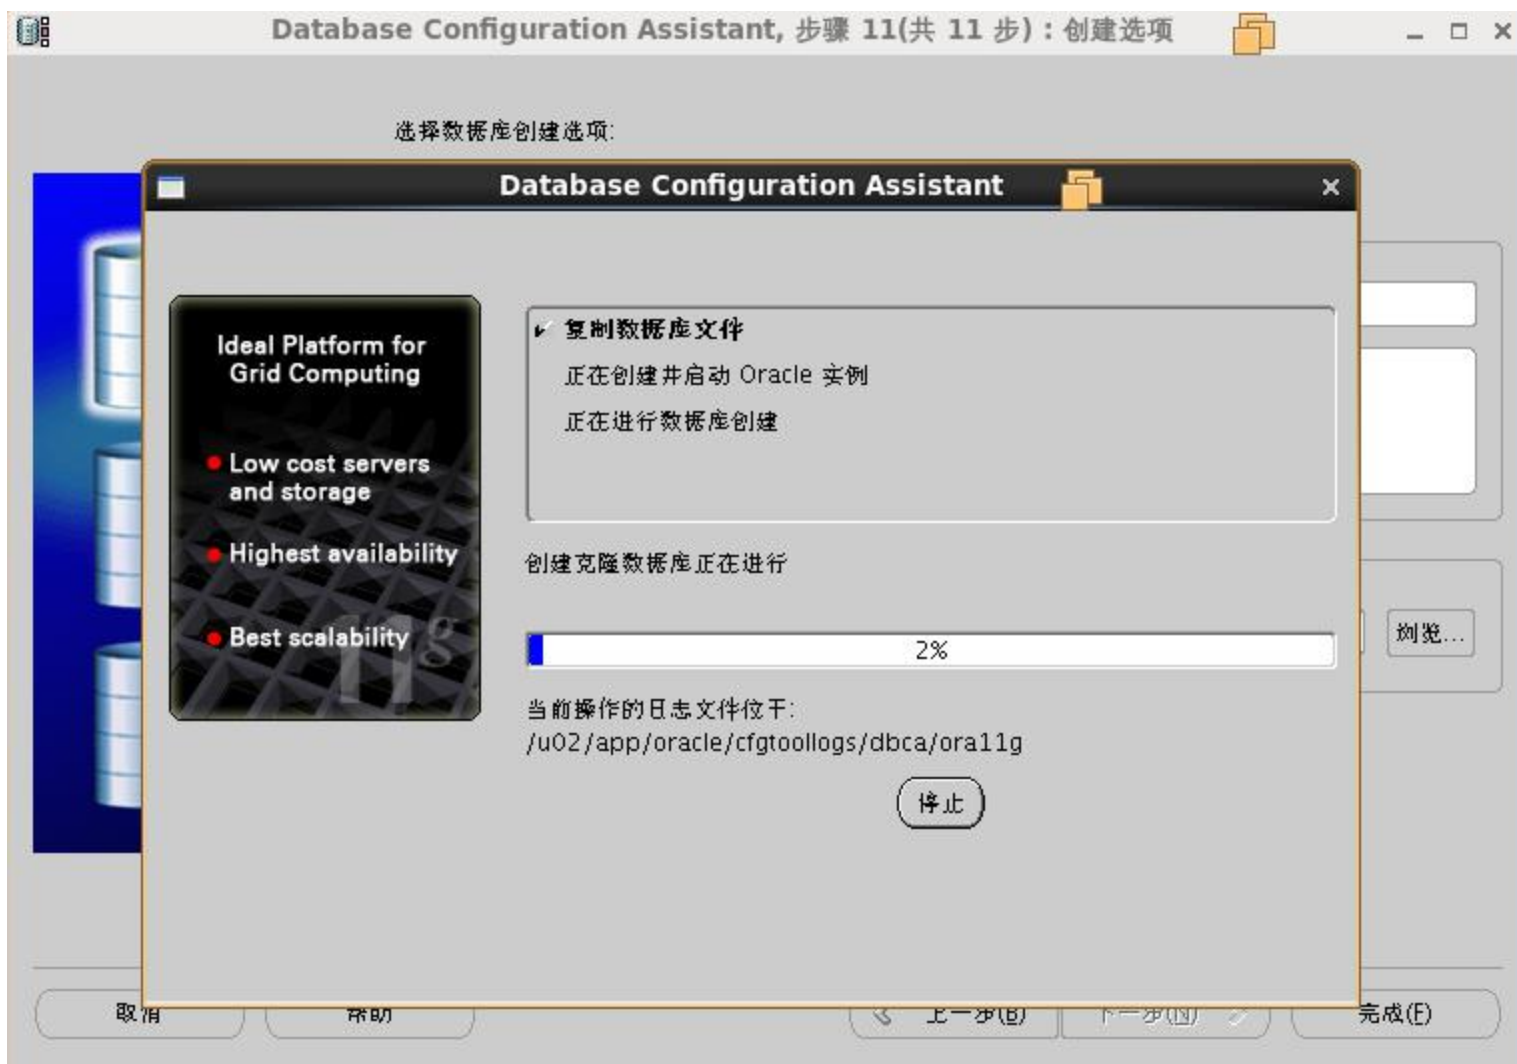 Database Configuration Assistant, 步骤 11(共 11 步) : 创建选项
选择数据库创建选项:
Database Configuration Assistant
Ideal Platform for
Grid Computing
Low cost servers
and storage
Highest availability
Best scalability
11g
复制数据库文件
正在创建并启动 Oracle 实例
正在进行数据库创建
创建克隆数据库正在进行
2%
当前操作的日志文件位于:
/u02/app/oracle/cfgtoollogs/dbca/ora11g
停止
浏览...
取消
帮助
上一步(B)
下一步(N)
完成(F)